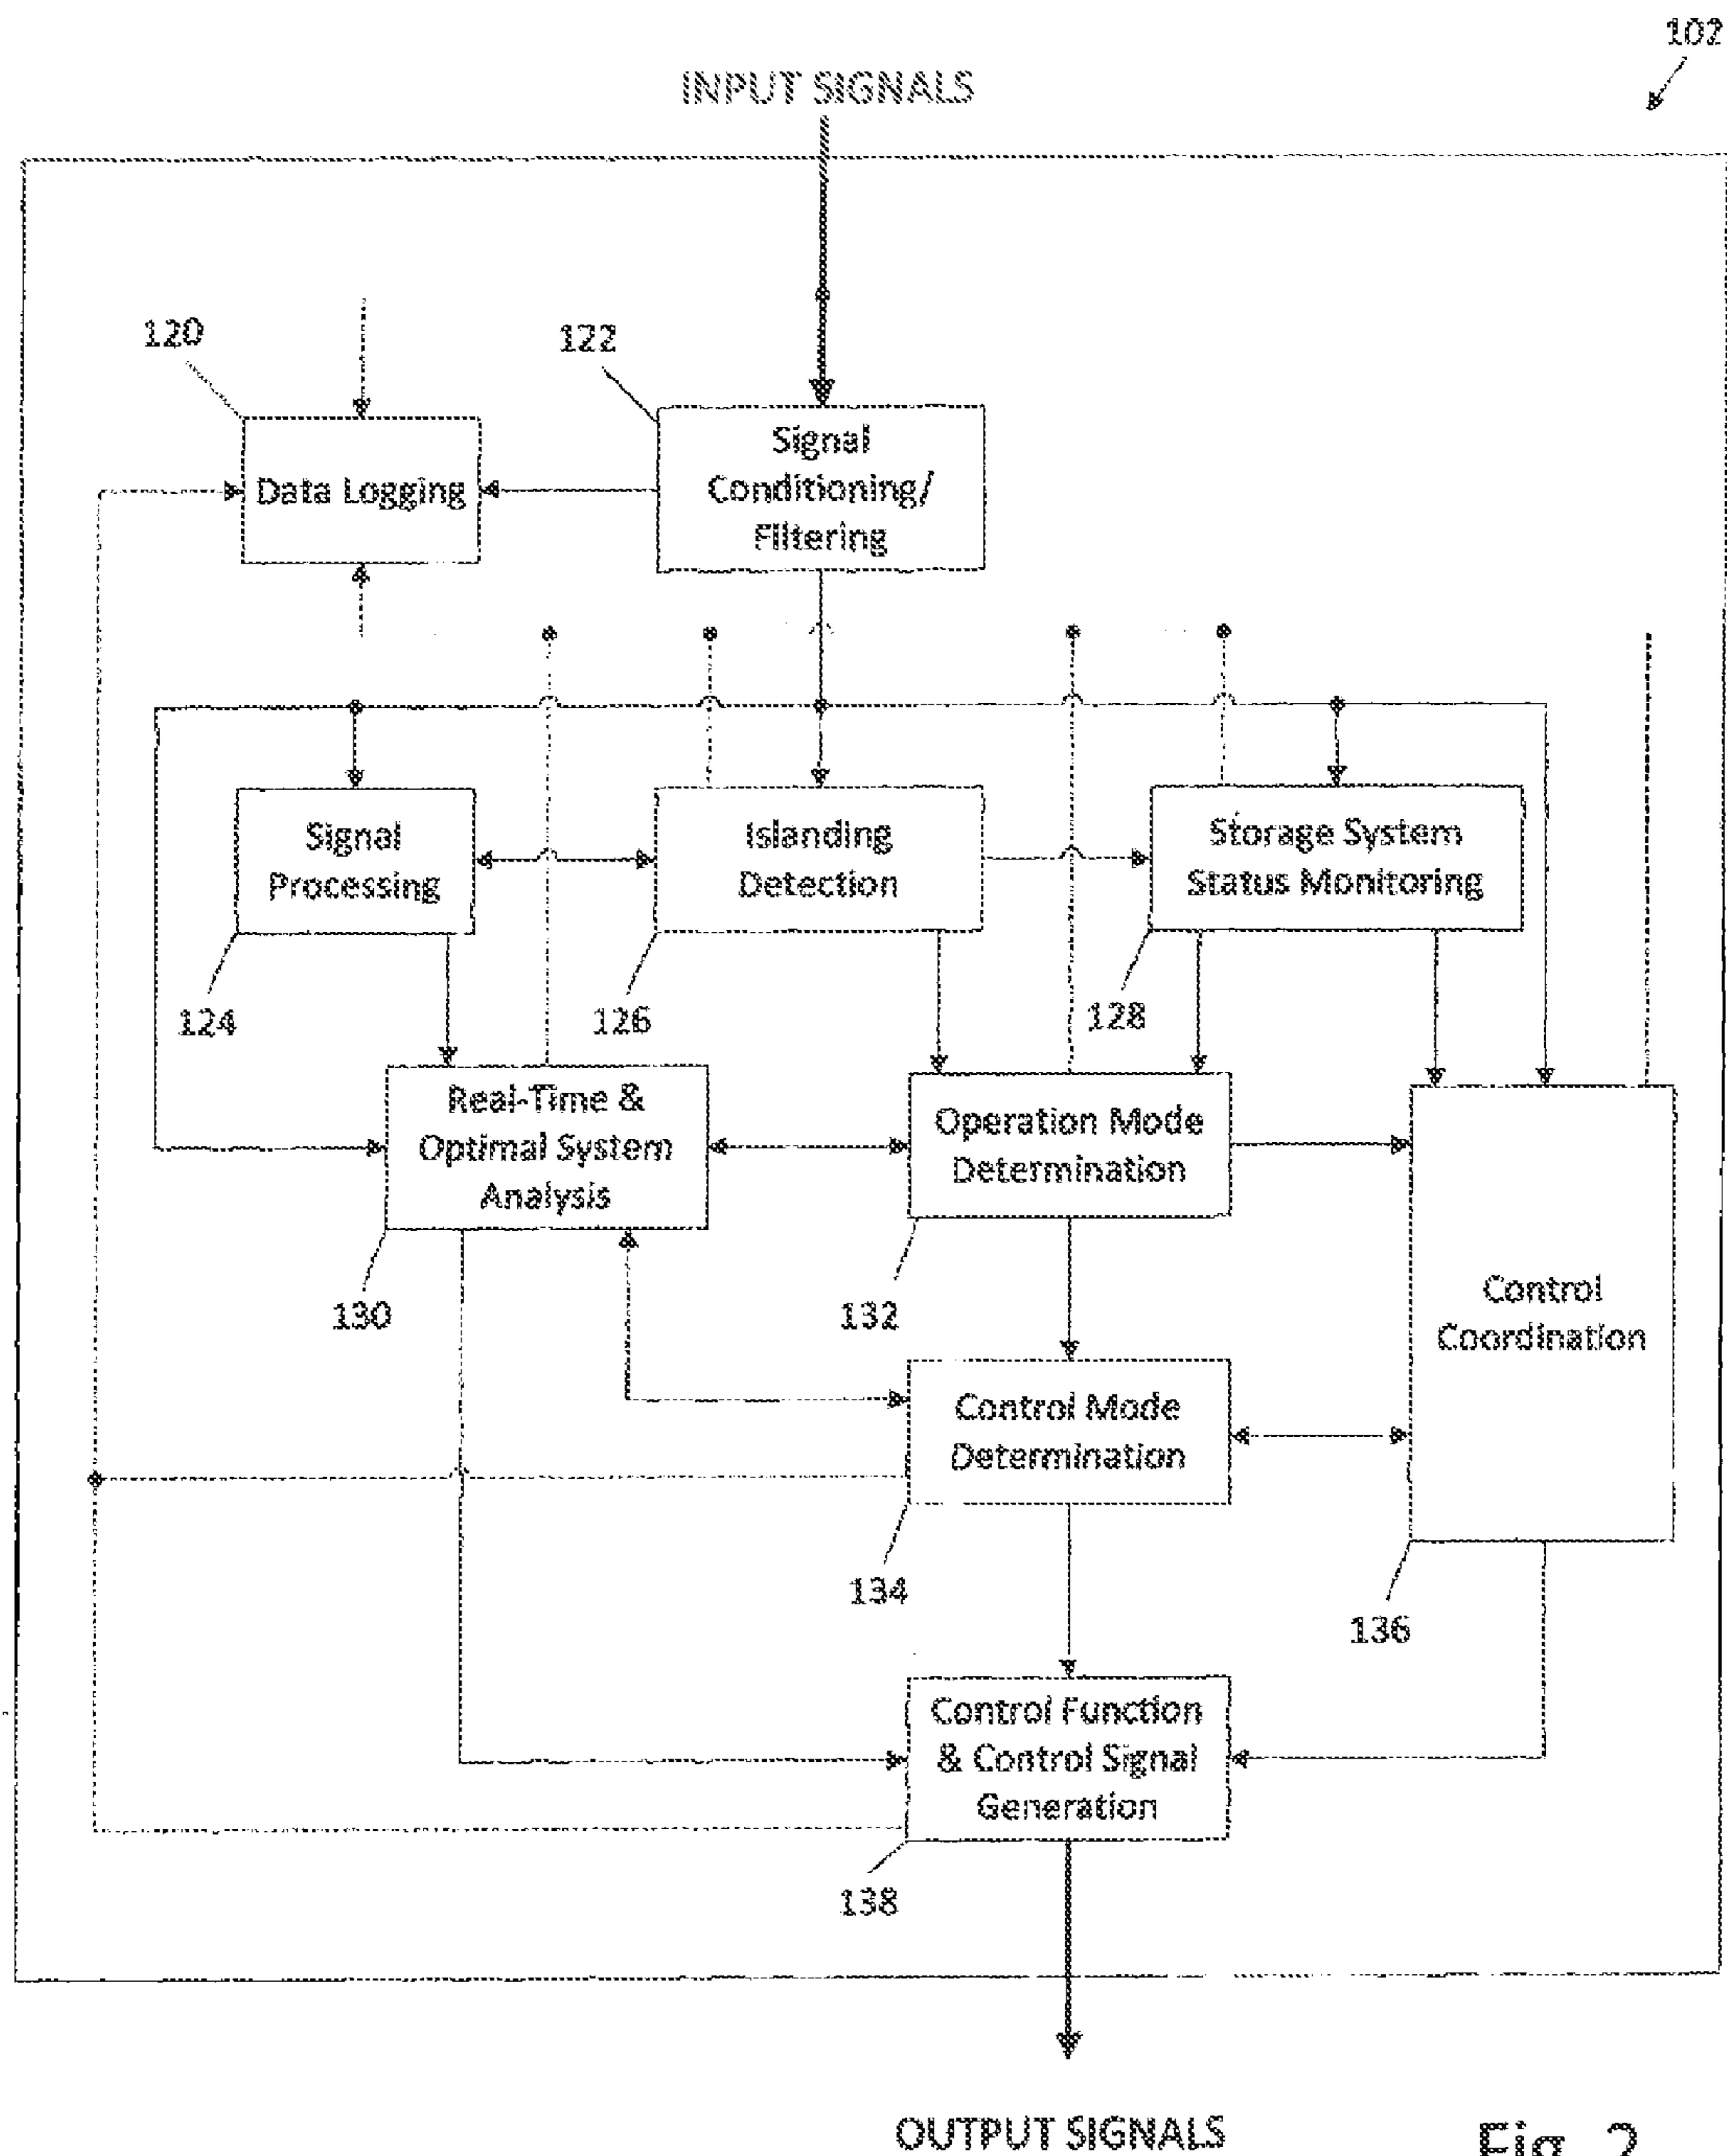 102
INPUT SIGNALS
120
122
Data Logging
Signal
Conditioning/
Filtering
Signal
Processing
Islanding
Detection
Storage System
Status Monitoring
124
126
128
Real-Time &
Optimal System
Analysis
Operation Mode
Determination
Control
Coordination
130
132
Control Mode
Determination
134
136
Control Function
& Control Signal
Generation
138
OUTPUT SIGNALS
Fig. 2